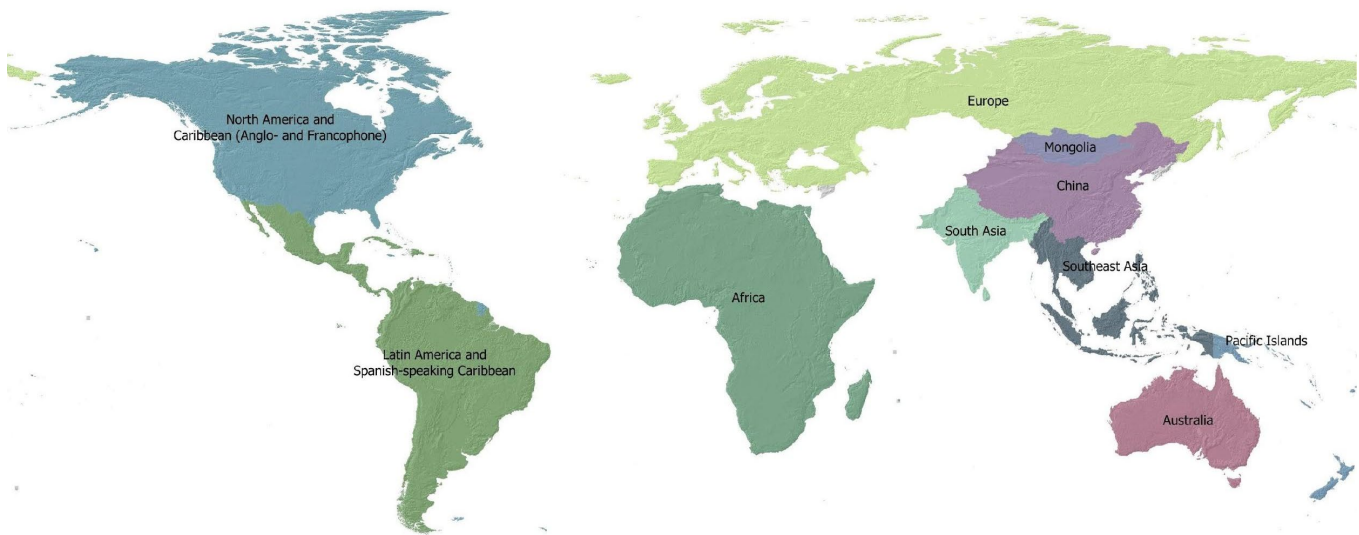 North America and
Caribbean (Anglo- and Francophone)
Europe
Mongolia
China
South Asia
Southeast Asia
Africa
Pacific Islands
Latin America and
Spanish-speaking Caribbean
Australia